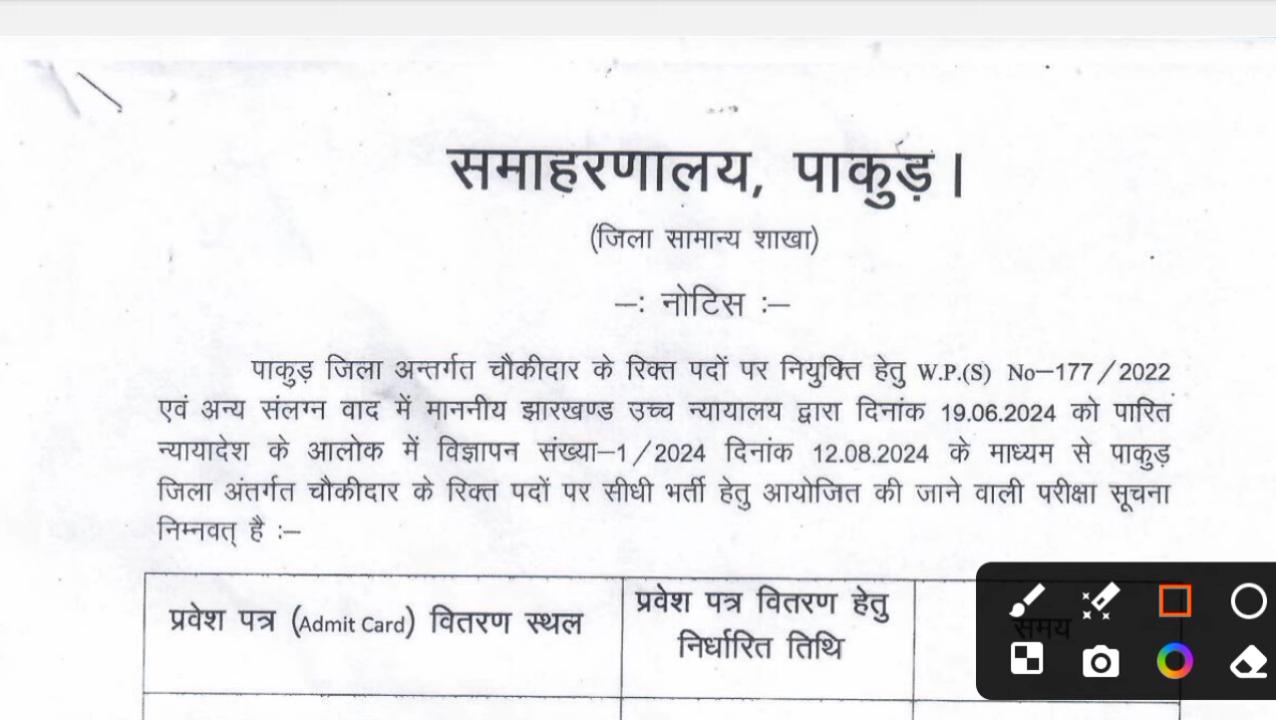 समाहरणालय, पाकुड़।
(जिला सामान्य शाखा)
–: नोटिस :–
पाकुड़ जिला अन्तर्गत चौकीदार के रिक्त पदों पर नियुक्ति हेतु W.P.(S) No–177/2022
एवं अन्य संलग्न वाद में माननीय झारखण्ड उच्च न्यायालय द्वारा दिनांक 19.06.2024 को पारित
न्यायादेश के आलोक में विज्ञापन संख्या–1/2024 दिनांक 12.08.2024 के माध्यम से पाकुड़
जिला अंतर्गत चौकीदार के रिक्त पदों पर सीधी भर्ती हेतु आयोजित की जाने वाली परीक्षा सूचना
निम्नवत् है :–
प्रवेश पत्र (Admit Card) वितरण स्थल
प्रवेश पत्र वितरण हेतु
निर्धारित तिथि
समय